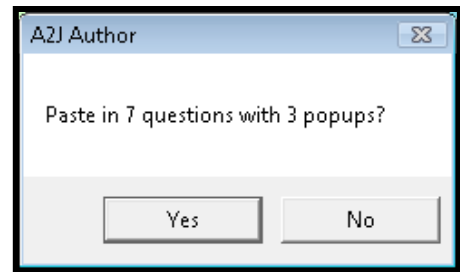 A2J Author
Paste in 7 questions with 3 popups?
Yes No